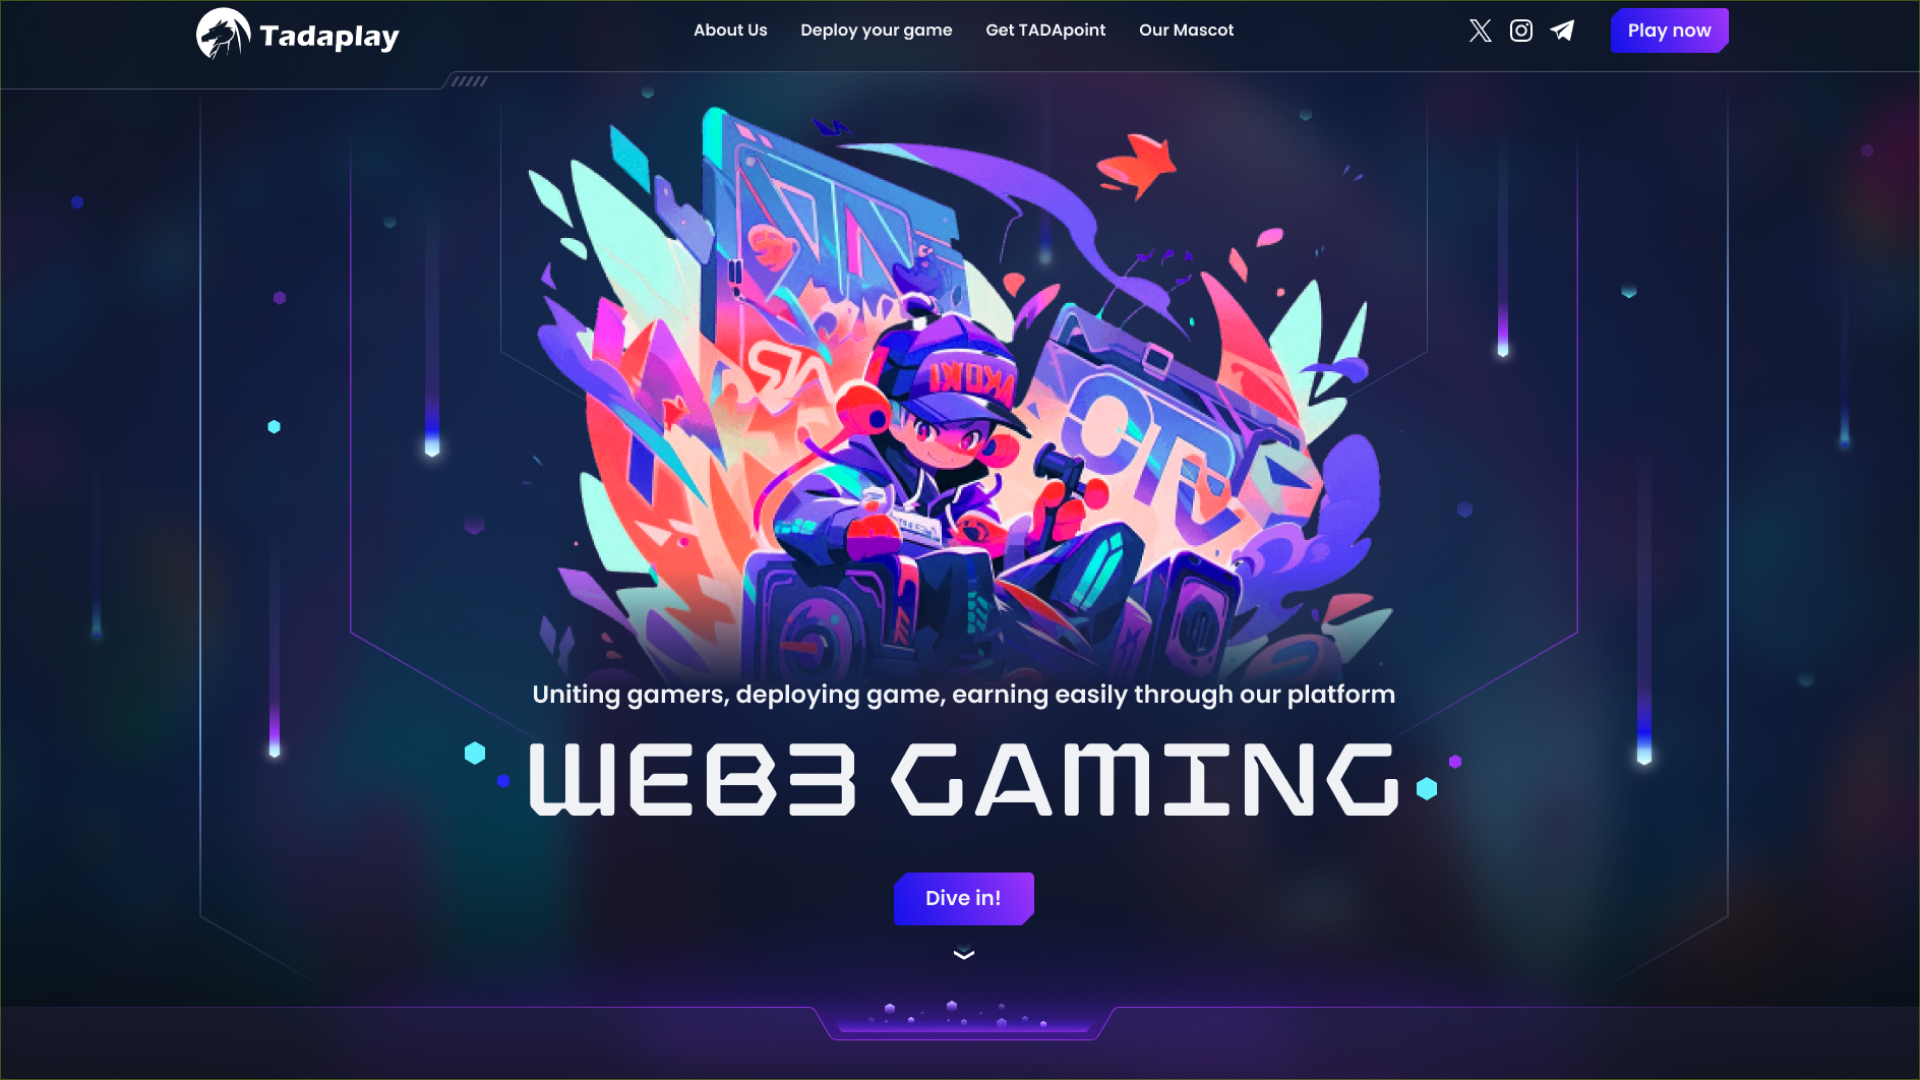 Tadaplay
About Us
Deploy your game
Get TADApoint
Our Mascot
Play now
Uniting gamers, deploying game, earning easily through our platform
WEB3 GAMING
Dive in!